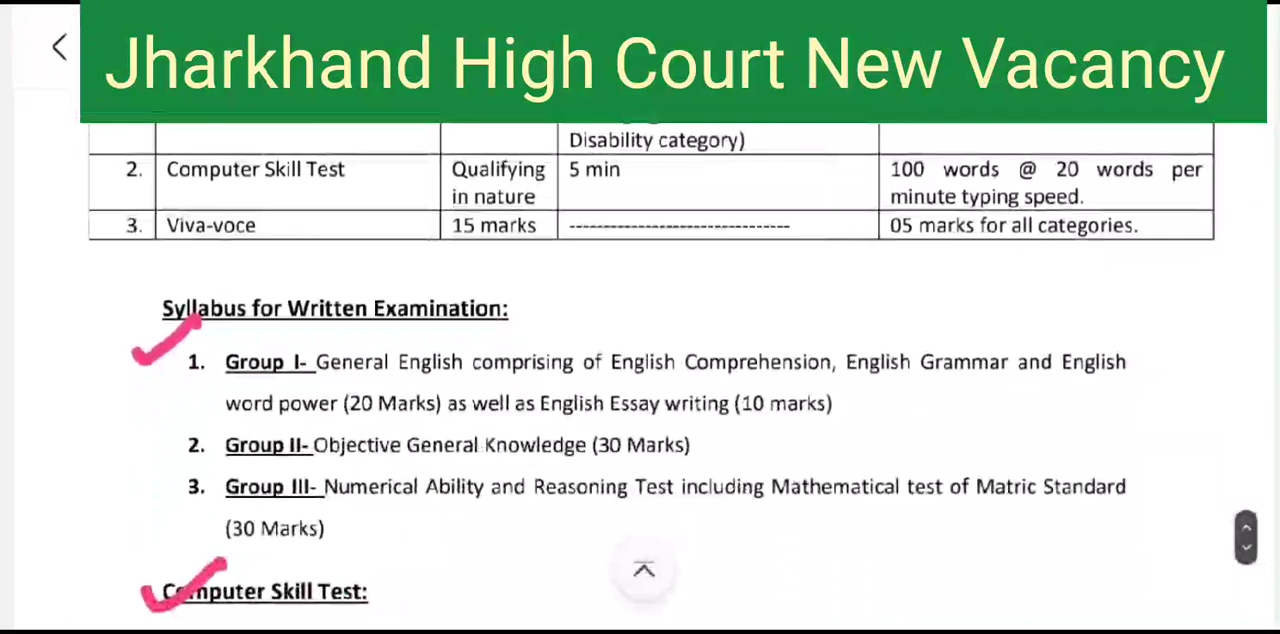 Jharkhand High Court New Vacancy
Disability category)
2. Computer Skill Test Qualifying 5 min 100 words @ 20 words per
in nature minute typing speed.
3. Viva-voce 15 marks ------------------------------- 05 marks for all categories.
Syllabus for Written Examination:
1. Group I- General English comprising of English Comprehension, English Grammar and English
word power (20 Marks) as well as English Essay writing (10 marks)
2. Group II- Objective General Knowledge (30 Marks)
3. Group III- Numerical Ability and Reasoning Test including Mathematical test of Matric Standard
(30 Marks)
Computer Skill Test: